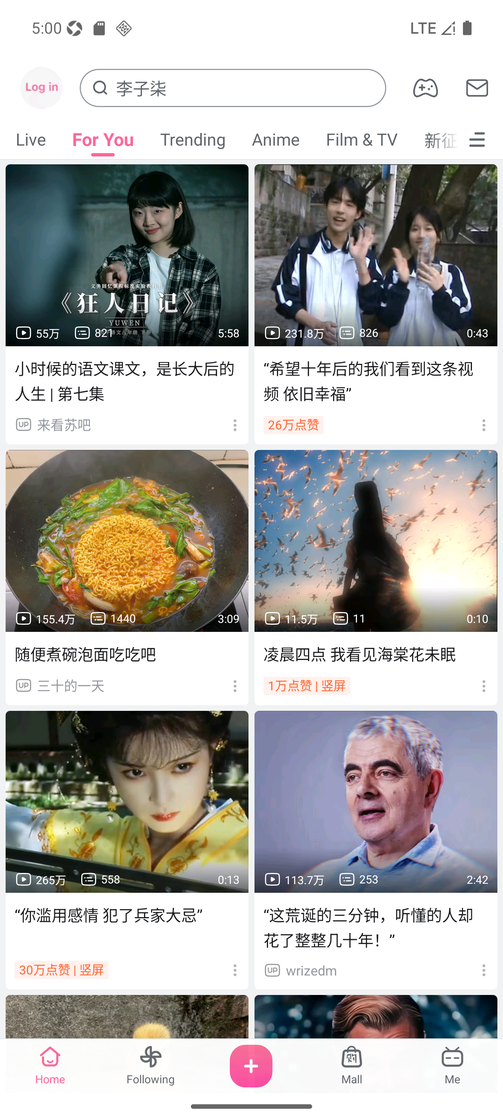 5:00
LTE
Log in
李子柒
Live
For You
Trending
Anime
Film & TV
新征
《狂人日记》
YUWEN
55万
821
5:58
小时候的语文课文，是长大后的
人生 | 第七集
UP 来看苏吧
231.8万
826
0:43
“希望十年后的我们看到这条视
频 依旧幸福”
26万点赞
155.4万
1440
3:09
随便煮碗泡面吃吃吧
UP 三十的一天
11.5万
11
0:10
凌晨四点 我看见海棠花未眠
1万点赞 | 竖屏
265万
558
0:13
“你滥用感情 犯了兵家大忌”
30万点赞 | 竖屏
113.7万
253
2:42
“这荒诞的三分钟，听懂的人却
花了整整几十年！”
UP wrizedm
Home
Following
Mall
Me